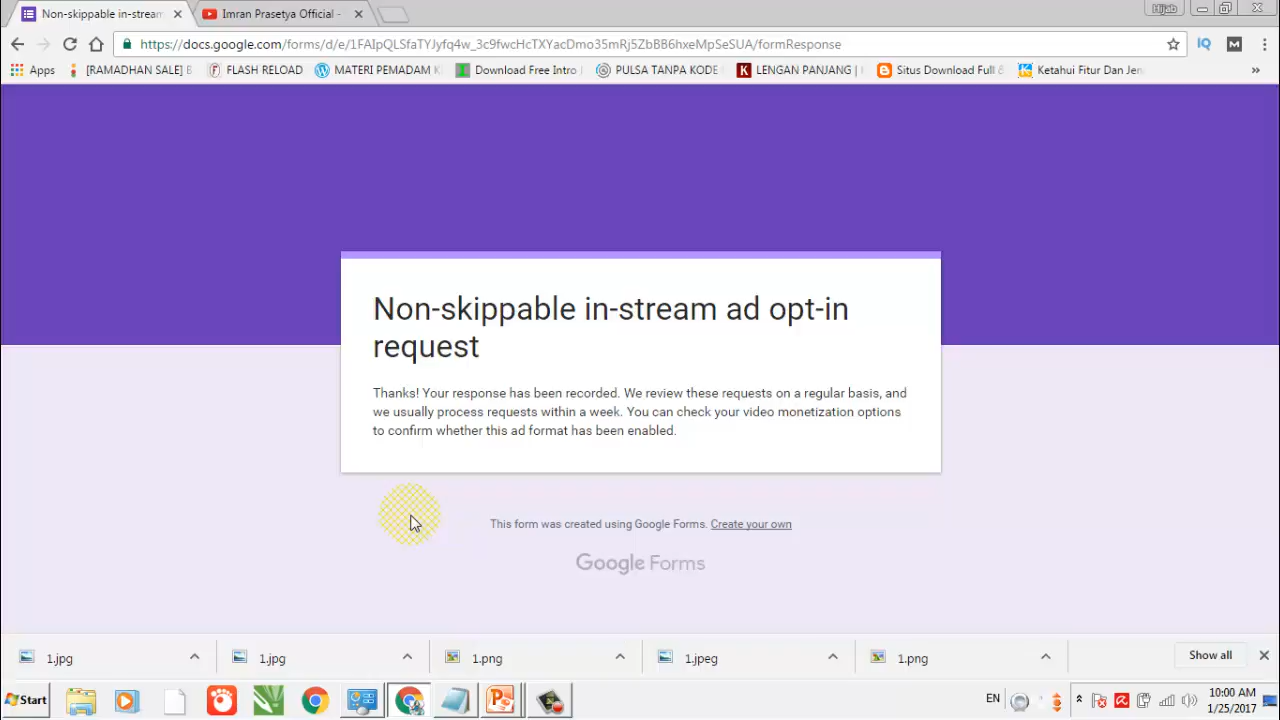 Non-skippable in-stream
Imran Prasetya Official -
Hijab
https://docs.google.com/forms/d/e/1FAIpQLSfaTYJyfq4w_3c9fwcHcTXYacDmo35mRj5ZbBB6hxeMpSeSUA/formResponse
Apps
[RAMADHAN SALE] B
FLASH RELOAD
MATERI PEMADAM K
Download Free Intro
PULSA TANPA KODE
LENGAN PANJANG |
Situs Download Full
Ketahui Fitur Dan Jen
»
Non-skippable in-stream ad opt-in
request
Thanks! Your response has been recorded. We review these requests on a regular basis, and
we usually process requests within a week. You can check your video monetization options
to confirm whether this ad format has been enabled.
This form was created using Google Forms. Create your own
Google Forms
1.jpg
1.jpg
1.png
1.jpeg
1.png
Show all
Start
EN
10:00 AM
1/25/2017